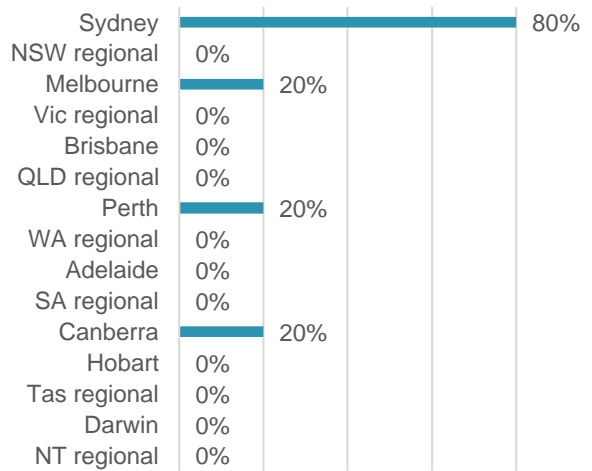 Sydney 80%
NSW regional 0%
Melbourne 20%
Vic regional 0%
Brisbane 0%
QLD regional 0%
Perth 20%
WA regional 0%
Adelaide 0%
SA regional 0%
Canberra 20%
Hobart 0%
Tas regional 0%
Darwin 0%
NT regional 0%